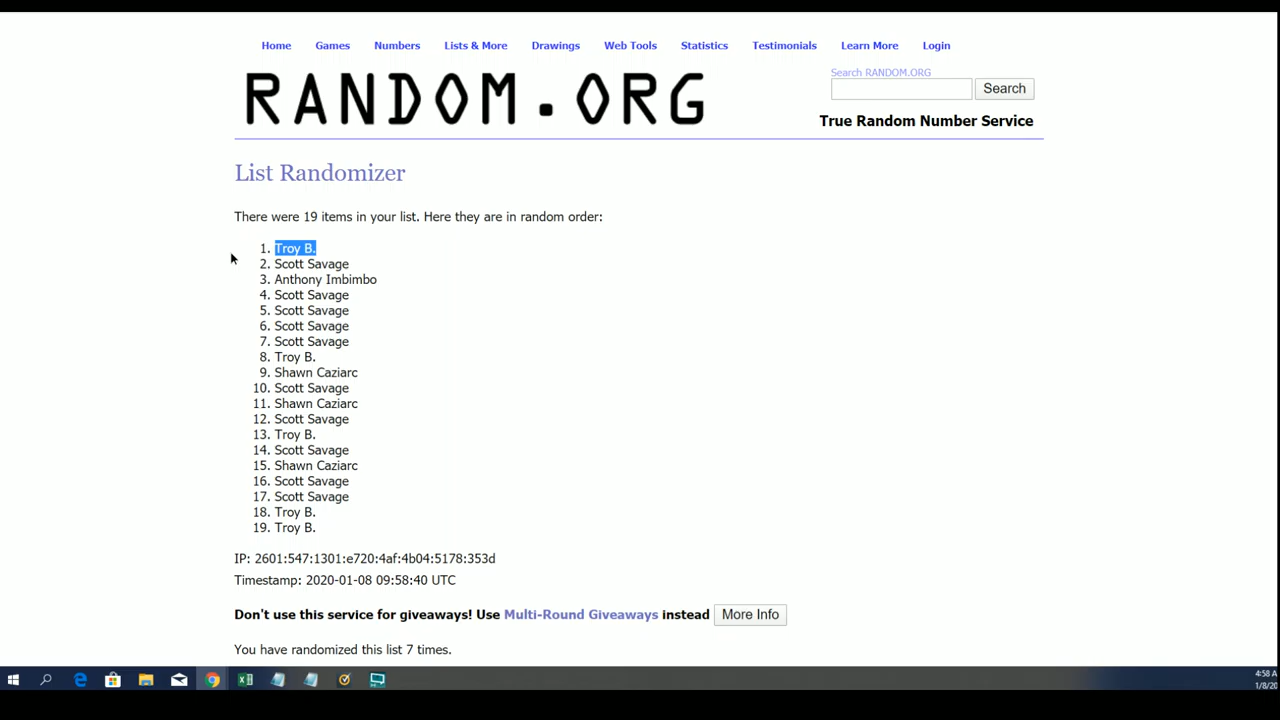 Home Games Numbers Lists & More Drawings Web Tools Statistics Testimonials Learn More Login
RANDOM.ORG
Search RANDOM.ORG
Search
True Random Number Service
List Randomizer
There were 19 items in your list. Here they are in random order:
1. Troy B.
2. Scott Savage
3. Anthony Imbimbo
4. Scott Savage
5. Scott Savage
6. Scott Savage
7. Scott Savage
8. Troy B.
9. Shawn Caziarc
10. Scott Savage
11. Shawn Caziarc
12. Scott Savage
13. Troy B.
14. Scott Savage
15. Shawn Caziarc
16. Scott Savage
17. Scott Savage
18. Troy B.
19. Troy B.
IP: 2601:547:1301:e720:4af:4b04:5178:353d
Timestamp: 2020-01-08 09:58:40 UTC
Don't use this service for giveaways! Use Multi-Round Giveaways instead More Info
You have randomized this list 7 times.
4:58 A
1/8/20